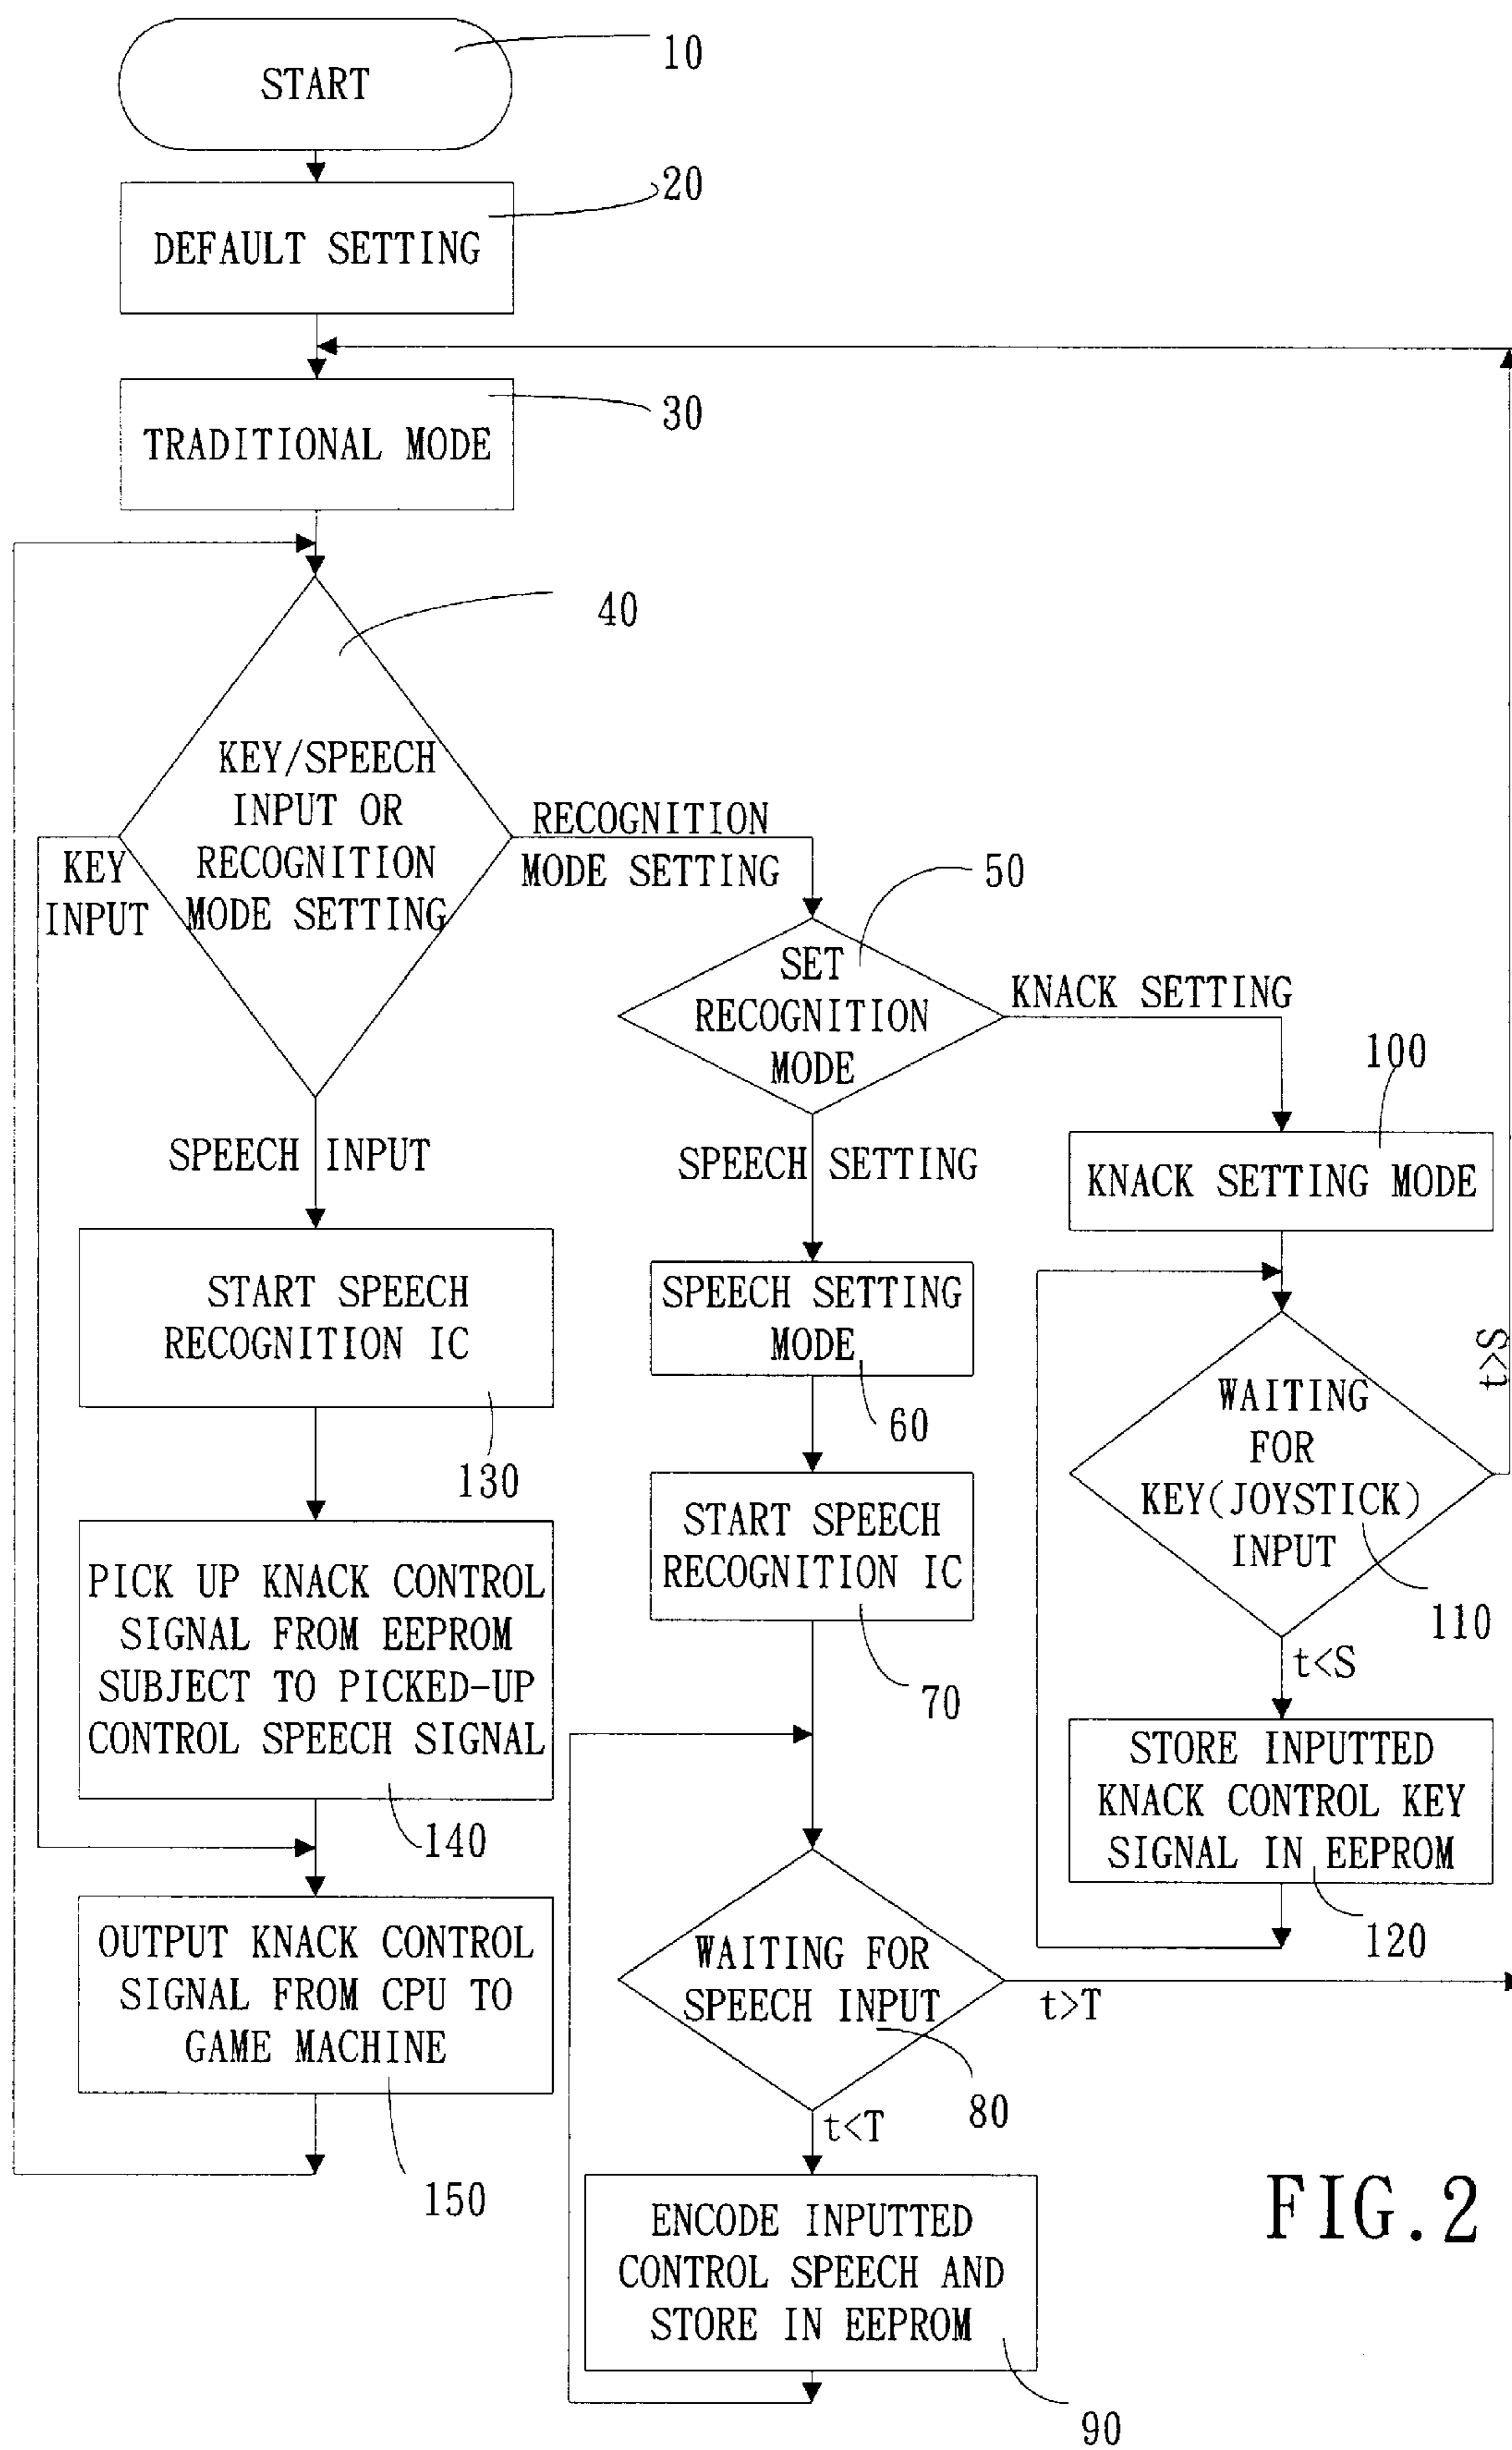 START
10
DEFAULT SETTING
20
TRADITIONAL MODE
30
KEY/SPEECH
INPUT OR
RECOGNITION
MODE SETTING
40
KEY
INPUT
RECOGNITION
MODE SETTING
SPEECH INPUT
SET
RECOGNITION
MODE
50
KNACK SETTING
SPEECH SETTING
100
KNACK SETTING MODE
START SPEECH
RECOGNITION IC
130
SPEECH SETTING
MODE
60
WAITING
FOR
KEY(JOYSTICK)
INPUT
110
t>S
t<S
START SPEECH
RECOGNITION IC
70
PICK UP KNACK CONTROL
SIGNAL FROM EEPROM
SUBJECT TO PICKED-UP
CONTROL SPEECH SIGNAL
140
STORE INPUTTED
KNACK CONTROL KEY
SIGNAL IN EEPROM
120
OUTPUT KNACK CONTROL
SIGNAL FROM CPU TO
GAME MACHINE
150
WAITING FOR
SPEECH INPUT
80
t>T
t<T
ENCODE INPUTTED
CONTROL SPEECH AND
STORE IN EEPROM
90
FIG.2